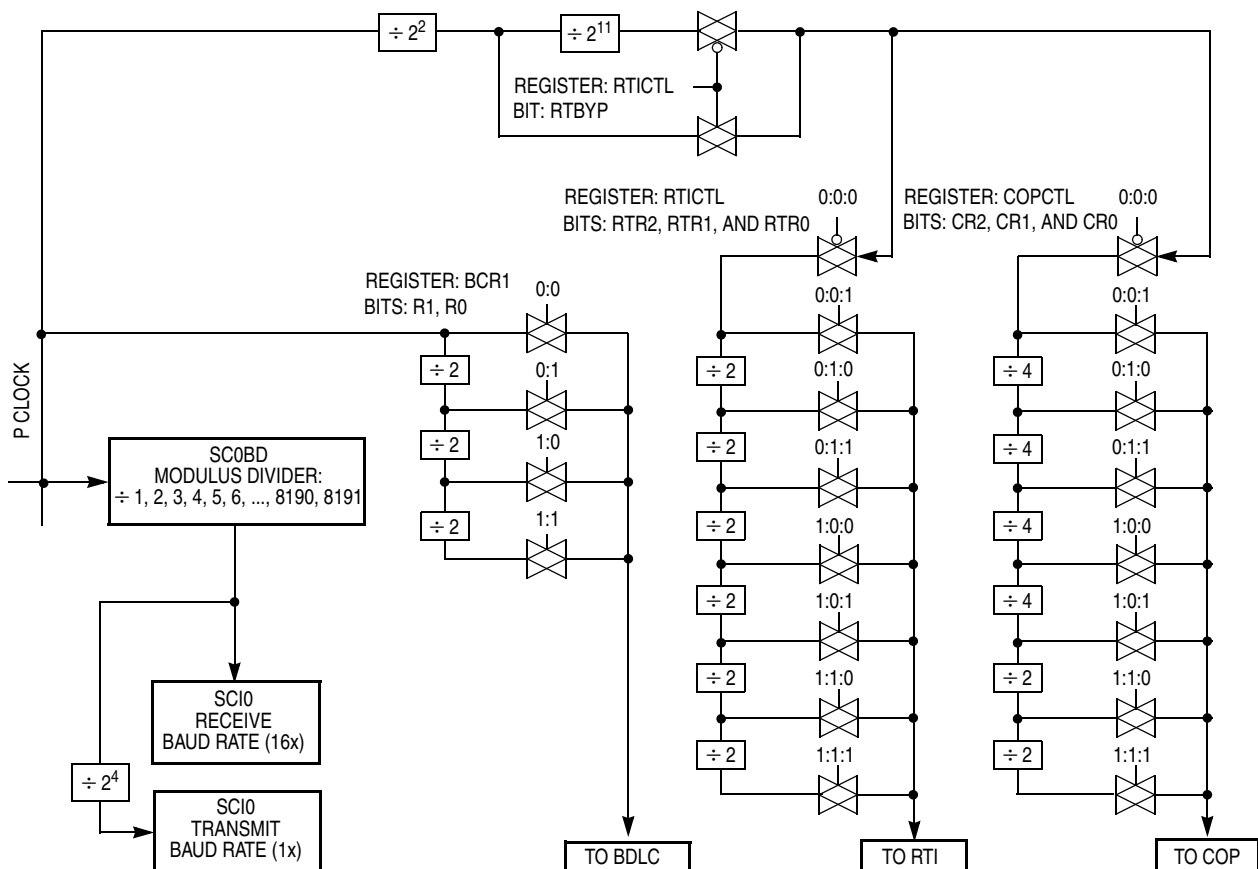 ÷ 2²
÷ 2¹¹
REGISTER: RTICTL
BIT: RTBYP
REGISTER: RTICTL
BITS: RTR2, RTR1, AND RTR0
0:0:0
REGISTER: COPCTL
BITS: CR2, CR1, AND CR0
0:0:0
REGISTER: BCR1
BITS: R1, R0
0:0
÷ 2
0:1
÷ 2
1:0
÷ 2
1:1
0:0:1
÷ 2
0:1:0
÷ 2
0:1:1
÷ 2
1:0:0
÷ 2
1:0:1
÷ 2
1:1:0
÷ 2
1:1:1
0:0:1
÷ 4
0:1:0
÷ 4
0:1:1
÷ 4
1:0:0
÷ 4
1:0:1
÷ 2
1:1:0
÷ 2
1:1:1
P CLOCK
SC0BD
MODULUS DIVIDER:
÷ 1, 2, 3, 4, 5, 6, ..., 8190, 8191
SCI0
RECEIVE
BAUD RATE (16x)
÷ 2⁴
SCI0
TRANSMIT
BAUD RATE (1x)
TO BDLC
TO RTI
TO COP